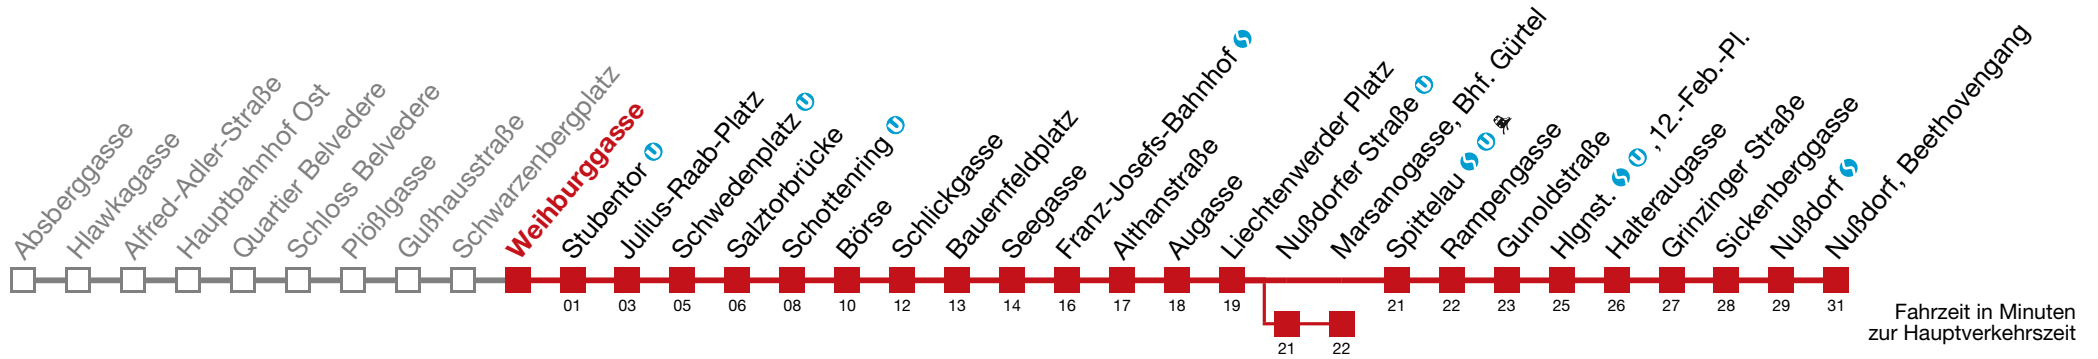 Absberggasse
Hlawkagasse
Alfred-Adler-Straße
Hauptbahnhof Ost
Quartier Belvedere
Schloss Belvedere
Plößlgasse
Gußhausstraße
Schwarzenbergplatz
Weihburggasse
Stubentor U
Julius-Raab-Platz
Schwedenplatz U
Salztorbrücke
Schottenring U
Börse
Schlickgasse
Bauernfeldplatz
Seegasse
Franz-Josefs-Bahnhof S
Althanstraße
Augasse
Liechtenwerder Platz
Nußdorfer Straße U
Marsanogasse, Bhf. Gürtel
Spittelau S U
Rampengasse
Gunoldstraße
Hlgnst. S U , 12.-Feb.-Pl.
Halteraugasse
Grinzinger Straße
Sickenberggasse
Nußdorf S
Nußdorf, Beethovengang
01 03 05 06 08 10 12 13 14 16 17 18 19 21 22 23 25 26 27 28 29 31
21 22
Fahrzeit in Minuten
zur Hauptverkehrszeit